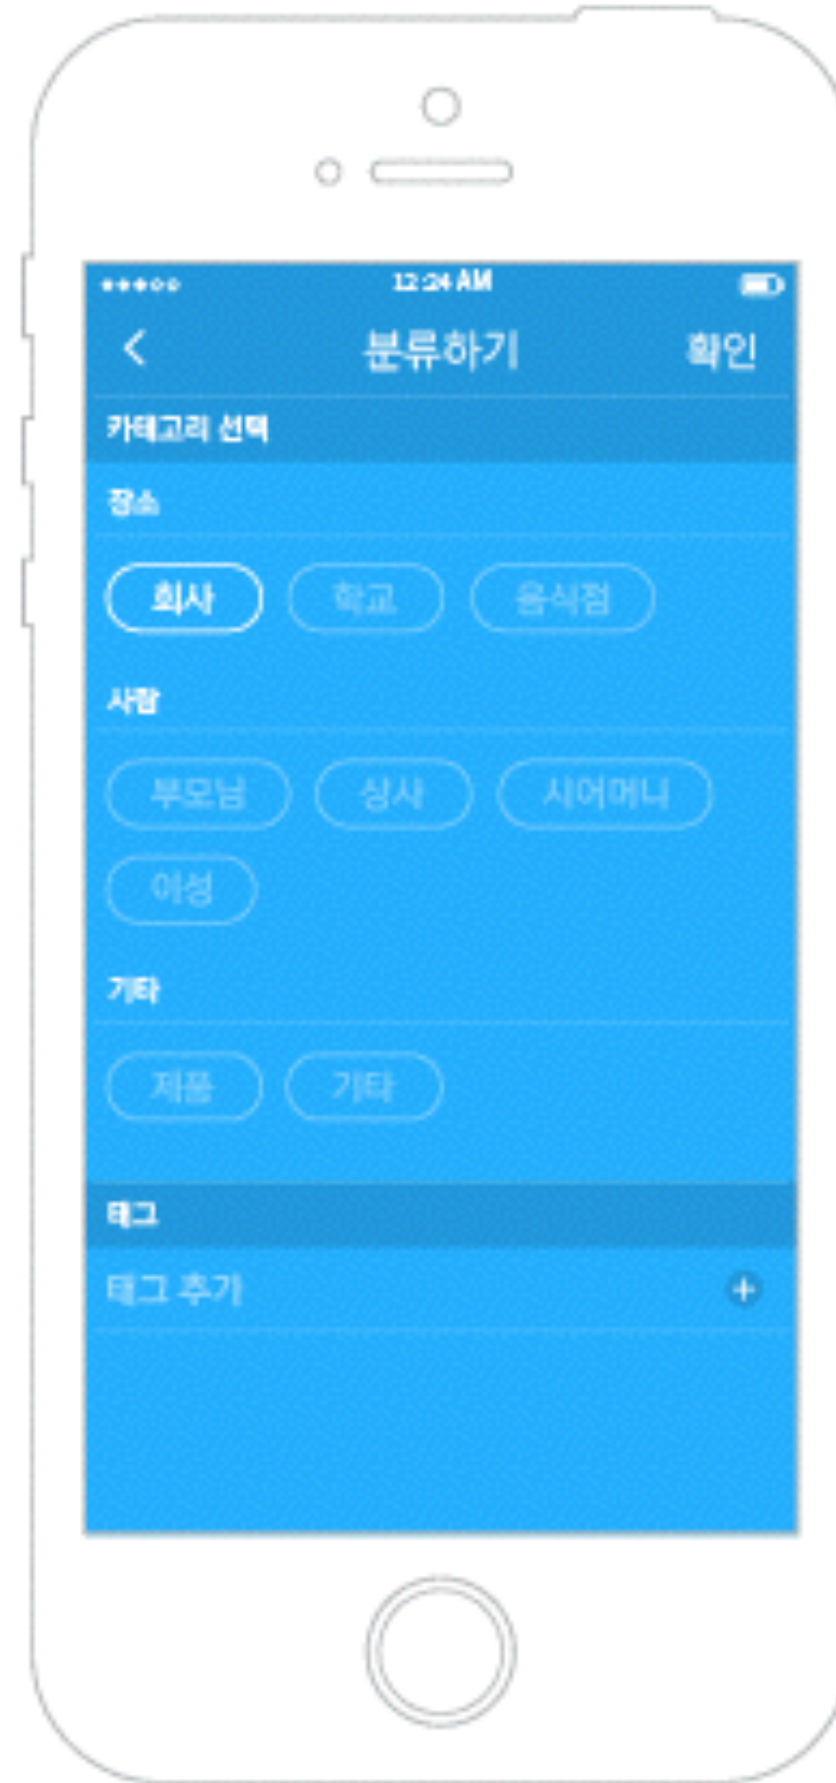 12:24 AM
분류하기 확인
카테고리 선택
장소
회사 학교 음식점
사람
부모님 상사 시어머니
이성
기타
제품 기타
태그
태그 추가